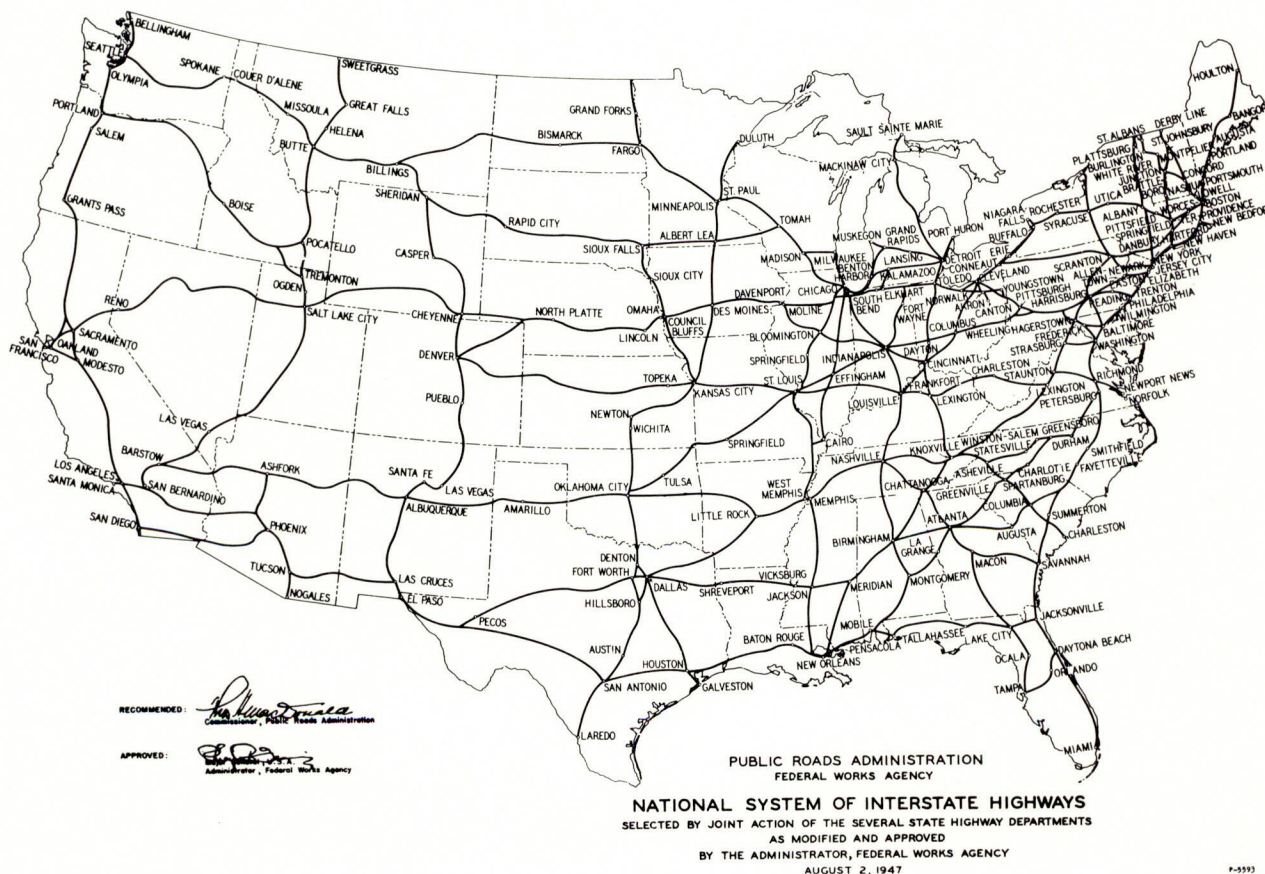 BELLINGHAM
SEATTLE
OLYMPIA
SPOKANE
COUER D'ALENE
SWEETGRASS
GREAT FALLS
MISSOULA
HELENA
BUTTE
PORTLAND
SALEM
GRANTS PASS
BOISE
BILLINGS
SHERIDAN
CASPER
POCATELLO
TREMONTON
OGDEN
SALT LAKE CITY
CHEYENNE
GRAND FORKS
BISMARCK
FARGO
RAPID CITY
SIOUX FALLS
SIOUX CITY
DULUTH
ST. PAUL
MINNEAPOLIS
ALBERT LEA
TOMAH
MADISON
MILWAUKEE
SAULT SAINTE MARIE
MACKINAW CITY
MUSKEGON
GRAND RAPIDS
PORT HURON
BENTON HARBOR
LANSING
KALAMAZOO
DETROIT
TOLEDO
CHICAGO
SOUTH BEND
ELKHART
FORT WAYNE
NORWALK
CLEVELAND
CONNEAUT
ERIE
BUFFALO
NIAGARA FALLS
ROCHESTER
SYRACUSE
UTICA
ALBANY
PITTSFIELD
SPRINGFIELD
WORCESTER
ST. ALBANS
DERBY LINE
PLATTSBURG
BURLINGTON
WHITE RIVER JUNCTION
ST. JOHNSBURY
MONTPELIER
HOULTON
BANGOR
AUGUSTA
PORTLAND
CONCORD
PORTSMOUTH
NASHUA
LOWELL
BOSTON
PROVIDENCE
NEW BEDFORD
HARTFORD
DANBURY
NEW HAVEN
NEW YORK
JERSEY CITY
ELIZABETH
NEWARK
EASTON
ALLENTOWN
TRENTON
SCRANTON
READING
PHILADELPHIA
WILMINGTON
BALTIMORE
WASHINGTON
HARRISBURG
PITTSBURGH
YOUNGSTOWN
AKRON
CANTON
COLUMBUS
WHEELING
HAGERSTOWN
FREDERICK
STRASBURG
RENO
SACRAMENTO
OAKLAND
SAN FRANCISCO
MODESTO
LAS VEGAS
BARSTOW
LOS ANGELES
SANTA MONICA
SAN BERNARDINO
SAN DIEGO
ASHFORK
PHOENIX
TUCSON
NOGALES
DENVER
PUEBLO
SANTA FE
LAS VEGAS
ALBUQUERQUE
LAS CRUCES
EL PASO
NORTH PLATTE
OMAHA
COUNCIL BLUFFS
LINCOLN
DES MOINES
DAVENPORT
MOLINE
BLOOMINGTON
SPRINGFIELD
INDIANAPOLIS
DAYTON
CINCINNATI
EFFINGHAM
ST. LOUIS
TOPEKA
KANSAS CITY
NEWTON
WICHITA
SPRINGFIELD
CAIRO
LOUISVILLE
FRANKFORT
LEXINGTON
CHARLESTON
STAUNTON
LEXINGTON
RICHMOND
PETERSBURG
NEWPORT NEWS
NORFOLK
NASHVILLE
KNOXVILLE
WINSTON-SALEM
GREENSBORO
STATESVILLE
DURHAM
SMITHFIELD
FAYETTEVILLE
ASHEVILLE
CHARLOTTE
CHATTANOOGA
GREENVILLE
SPARTANBURG
COLUMBIA
SUMMERTON
CHARLESTON
AUGUSTA
ATLANTA
LA GRANGE
MACON
SAVANNAH
BIRMINGHAM
MONTGOMERY
AMARILLO
OKLAHOMA CITY
TULSA
LITTLE ROCK
WEST MEMPHIS
MEMPHIS
DENTON
FORT WORTH
DALLAS
HILLSBORO
SHREVEPORT
VICKSBURG
JACKSON
MERIDIAN
PECOS
AUSTIN
HOUSTON
SAN ANTONIO
GALVESTON
LAREDO
BATON ROUGE
NEW ORLEANS
MOBILE
PENSACOLA
TALLAHASSEE
LAKE CITY
JACKSONVILLE
OCALA
DAYTONA BEACH
ORLANDO
TAMPA
MIAMI
RECOMMENDED:
Commissioner, Public Roads Administration
APPROVED:
Major General, U.S.A.
Administrator, Federal Works Agency
PUBLIC ROADS ADMINISTRATION
FEDERAL WORKS AGENCY
NATIONAL SYSTEM OF INTERSTATE HIGHWAYS
SELECTED BY JOINT ACTION OF THE SEVERAL STATE HIGHWAY DEPARTMENTS
AS MODIFIED AND APPROVED
BY THE ADMINISTRATOR, FEDERAL WORKS AGENCY
AUGUST 2, 1947
P-5593